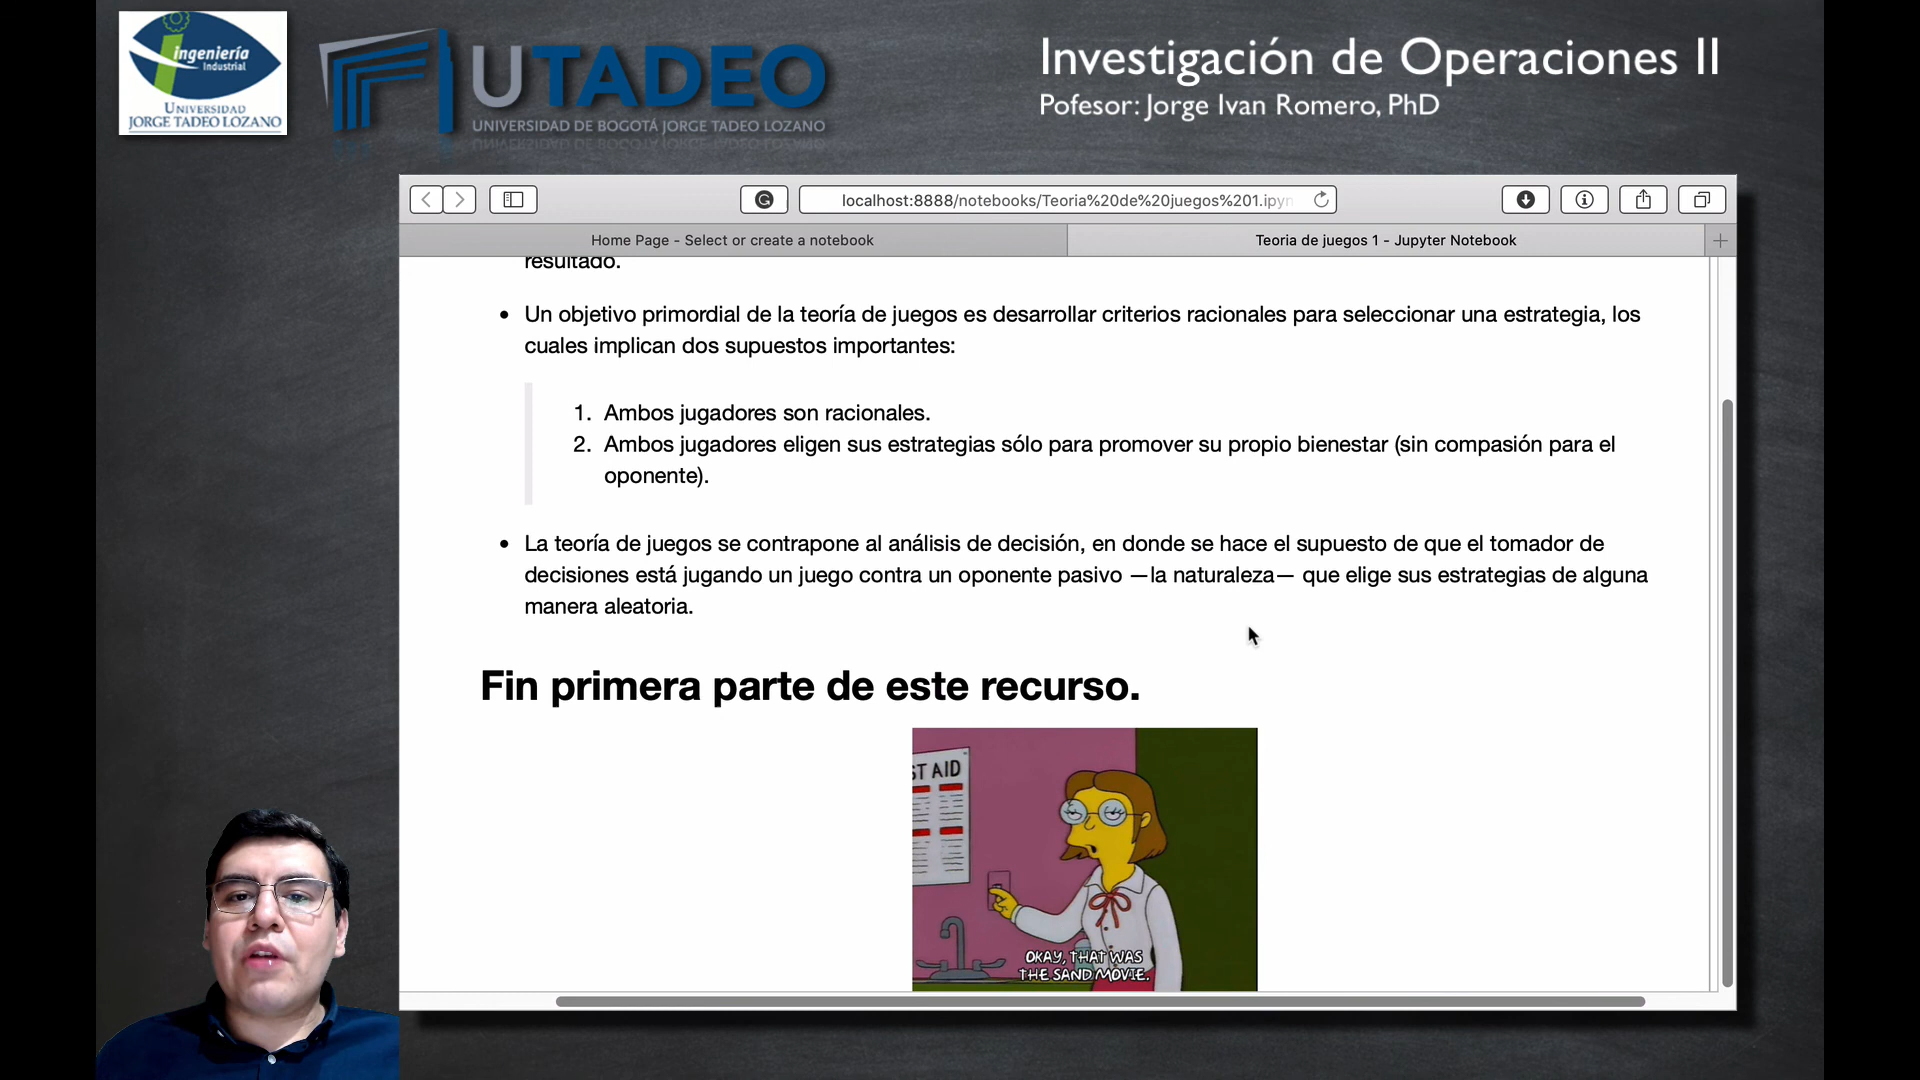 ingeniería
Industrial
UNIVERSIDAD
JORGE TADEO LOZANO
UTADEO
UNIVERSIDAD DE BOGOTÁ JORGE TADEO LOZANO
Investigación de Operaciones II
Pofesor: Jorge Ivan Romero, PhD
localhost:8888/notebooks/Teoria%20de%20juegos%201.ipyn
Home Page - Select or create a notebook
Teoria de juegos 1 - Jupyter Notebook
resultado.
• Un objetivo primordial de la teoría de juegos es desarrollar criterios racionales para seleccionar una estrategia, los
cuales implican dos supuestos importantes:
1. Ambos jugadores son racionales.
2. Ambos jugadores eligen sus estrategias sólo para promover su propio bienestar (sin compasión para el
oponente).
• La teoría de juegos se contrapone al análisis de decisión, en donde se hace el supuesto de que el tomador de
decisiones está jugando un juego contra un oponente pasivo —la naturaleza— que elige sus estrategias de alguna
manera aleatoria.
Fin primera parte de este recurso.
ST AID
OKAY, THAT WAS
THE SAND MOVIE.